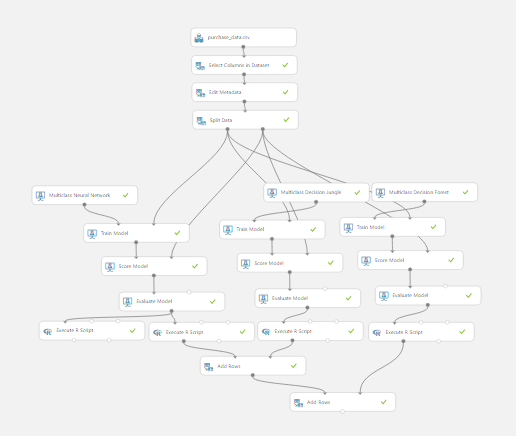 purchase_data.csv
Select Columns in Dataset
Edit Metadata
Split Data
Multiclass Neural Network
Multiclass Decision Jungle
Multiclass Decision Forest
Train Model
Train Model
Train Model
Score Model
Score Model
Score Model
Evaluate Model
Evaluate Model
Evaluate Model
Execute R Script
Execute R Script
Execute R Script
Execute R Script
Add Rows
Add Rows